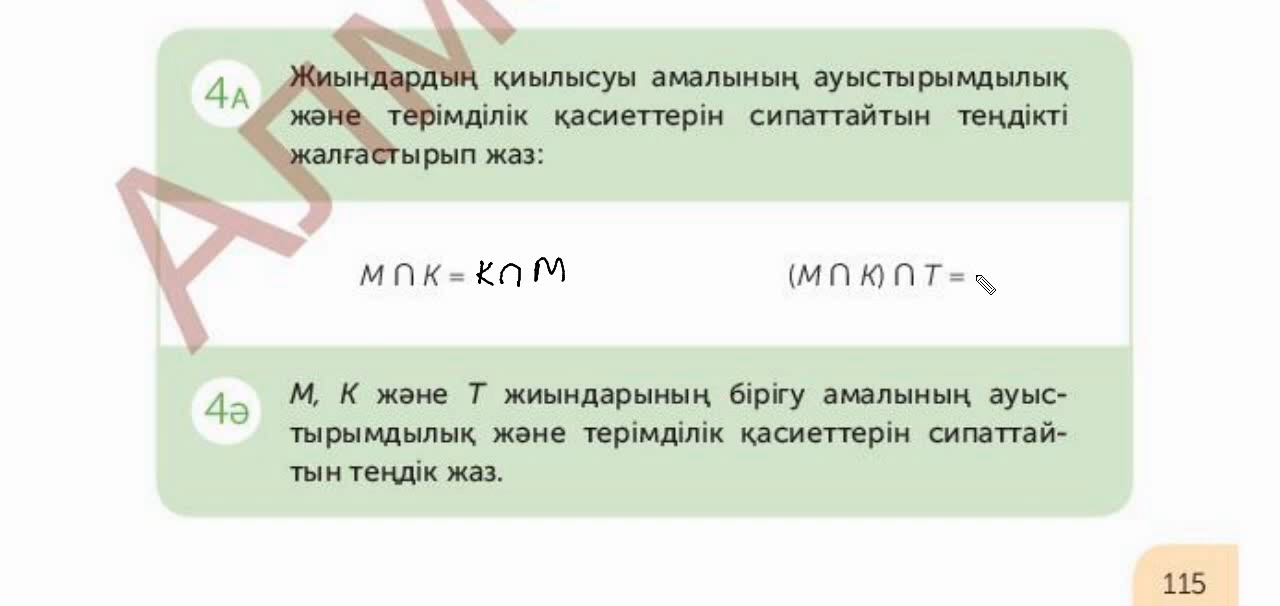 4А
Жиындардың қиылысуы амалының ауыстырымдылық
және терімділік қасиеттерін сипаттайтын теңдікті
жалғастырып жаз:
M ∩ K = K ∩ M (M ∩ K) ∩ T =
4ә
М, К және Т жиындарының бірігу амалының ауыс-
тырымдылық және терімділік қасиеттерін сипаттай-
тын теңдік жаз.
115
АЛМ